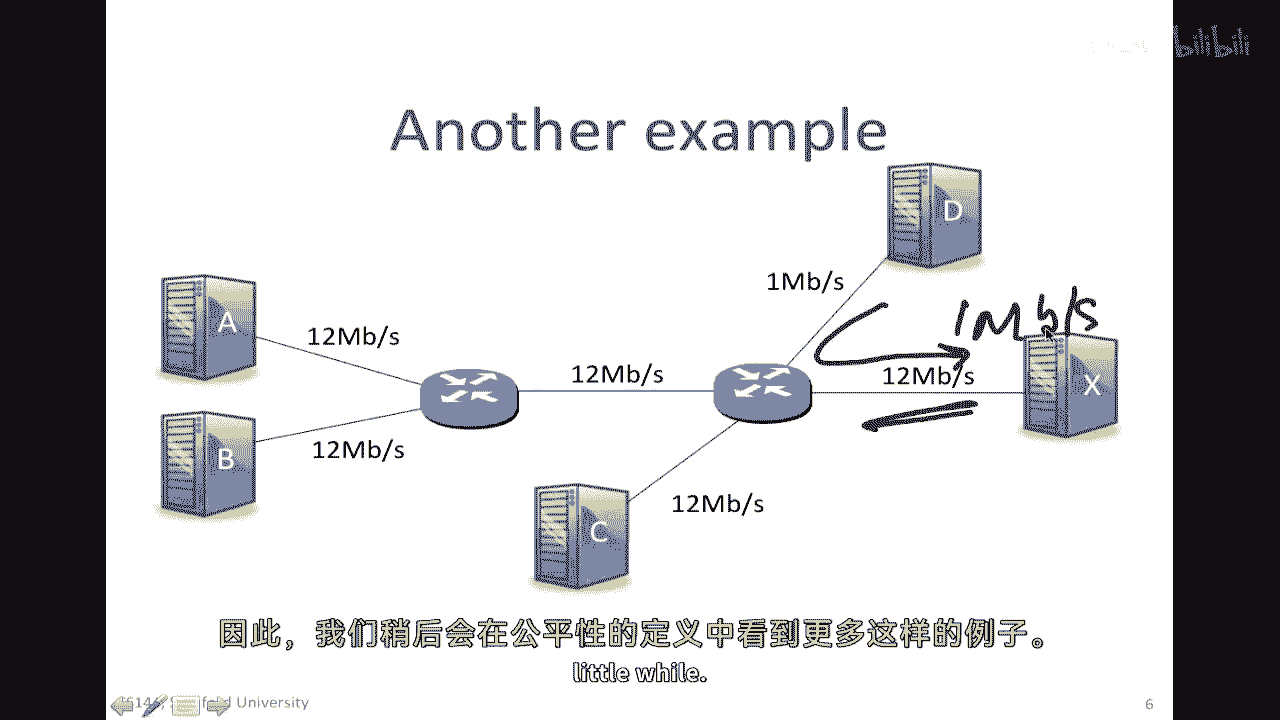 bilibili
Another example
D
1Mb/s
A
12Mb/s
1Mb/s
12Mb/s
12Mb/s
X
B
12Mb/s
12Mb/s
C
因此，我们稍后会在公平性的定义中看到更多这样的例子。
little while.
University
6